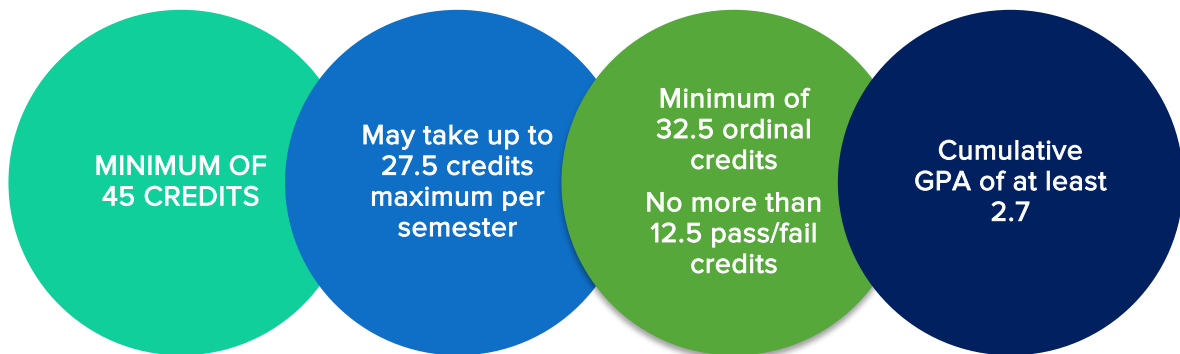 MINIMUM OF
45 CREDITS
May take up to
27.5 credits
maximum per
semester
Minimum of
32.5 ordinal
credits
No more than
12.5 pass/fail
credits
Cumulative
GPA of at least
2.7